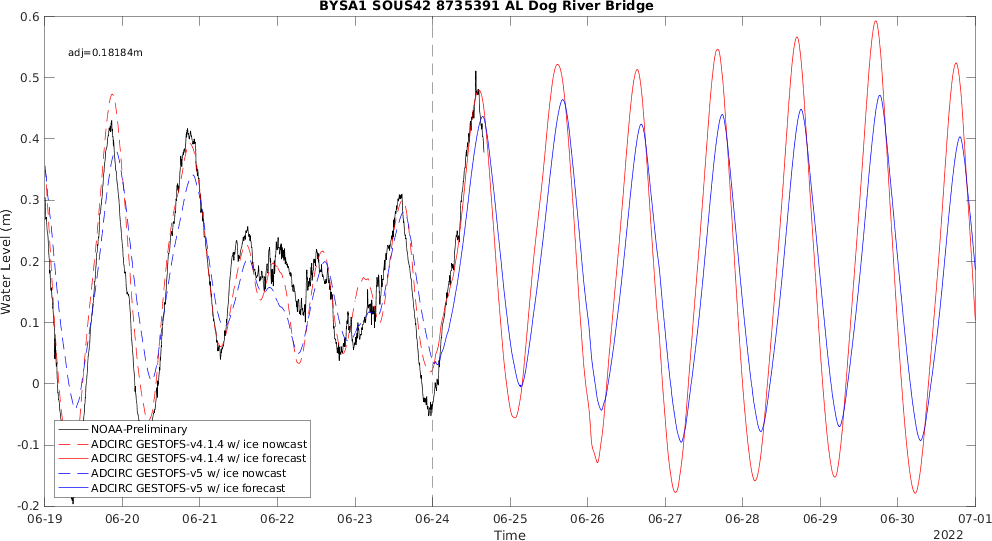 BYSA1 SOUS42 8735391 AL Dog River Bridge
adj=0.18184m
Water Level (m)
0.6
0.5
0.4
0.3
0.2
0.1
0
-0.1
-0.2
NOAA-Preliminary
ADCIRC GESTOFS-v4.1.4 w/ ice nowcast
ADCIRC GESTOFS-v4.1.4 w/ ice forecast
ADCIRC GESTOFS-v5 w/ ice nowcast
ADCIRC GESTOFS-v5 w/ ice forecast
06-19 06-20 06-21 06-22 06-23 06-24 06-25 06-26 06-27 06-28 06-29 06-30 07-01
Time
2022